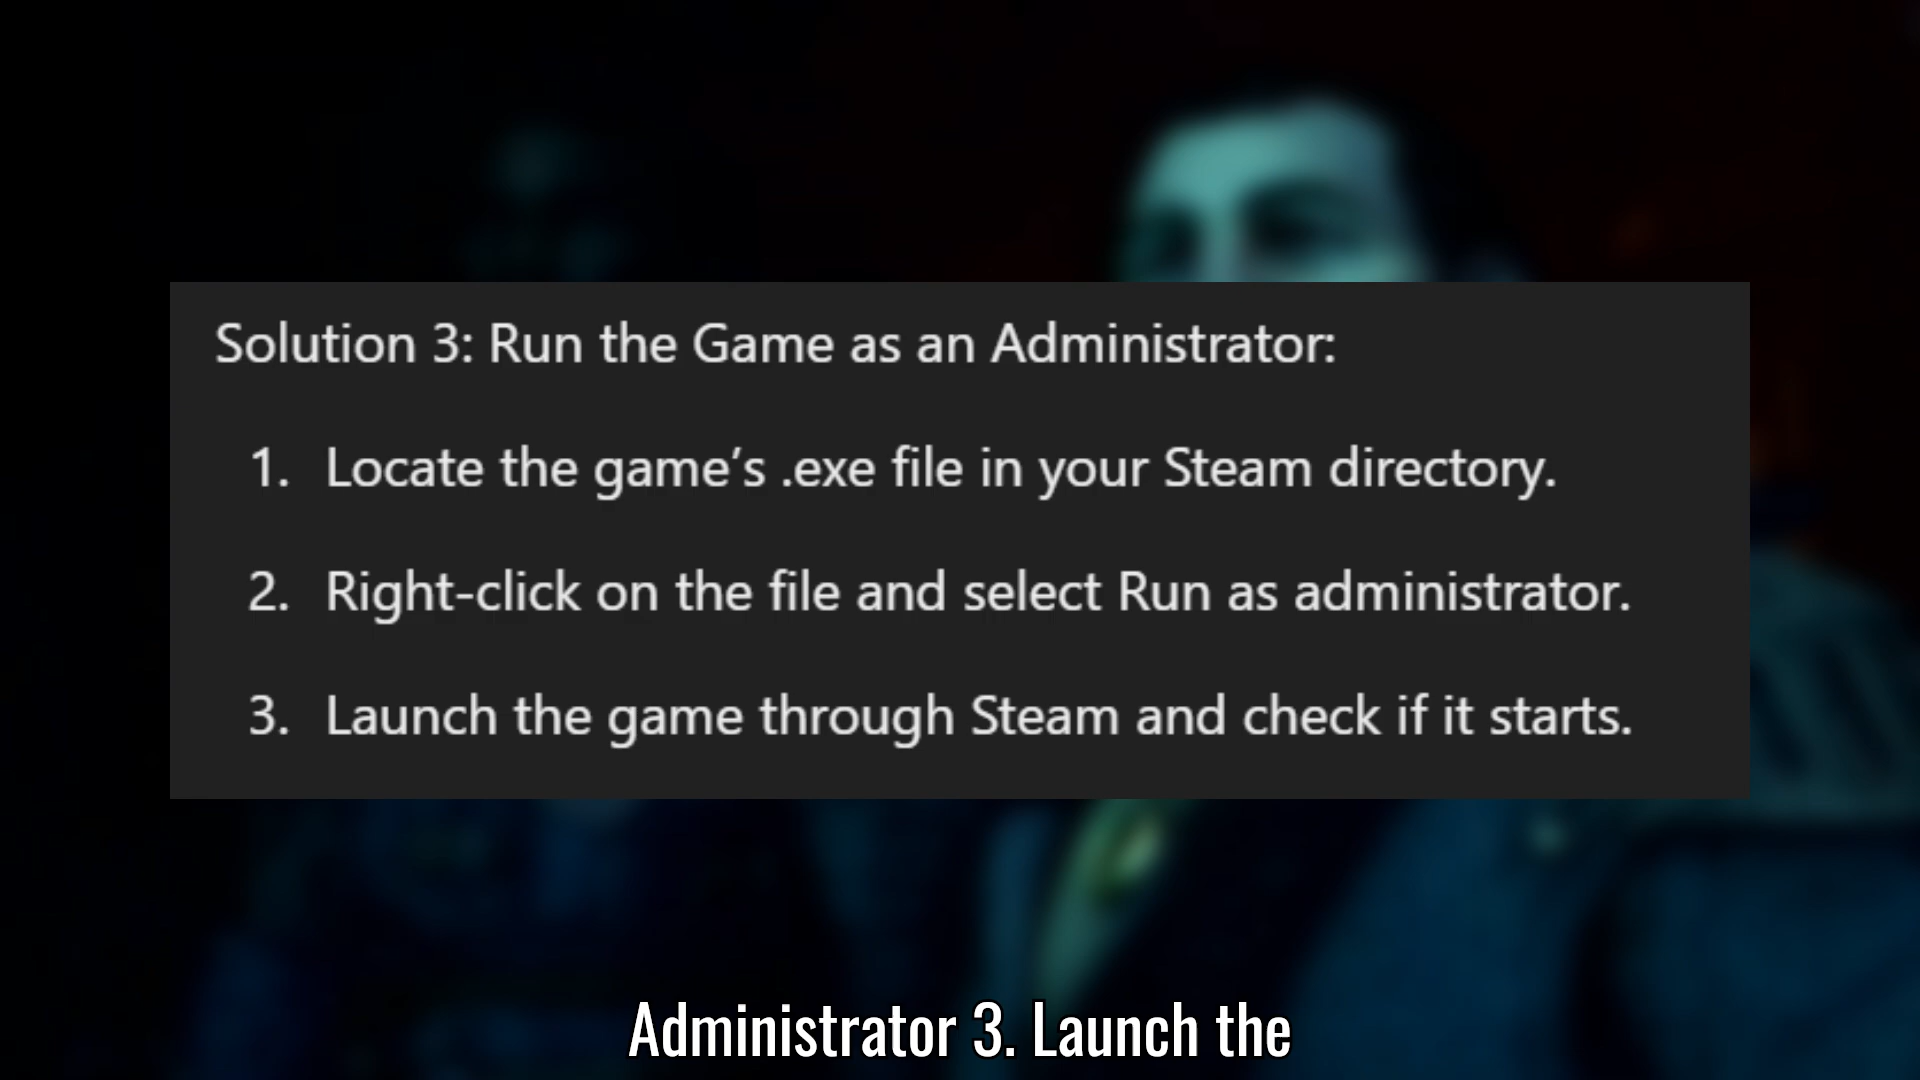 Solution 3: Run the Game as an Administrator:
1. Locate the game’s .exe file in your Steam directory.
2. Right-click on the file and select Run as administrator.
3. Launch the game through Steam and check if it starts.
Administrator 3. Launch the